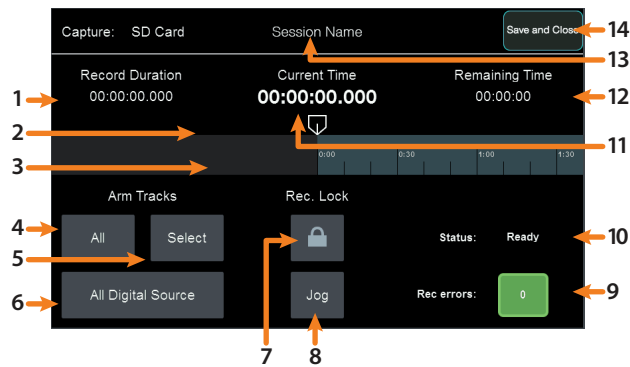 Capture: SD Card Session Name Save and Close 14
13
Record Duration Current Time Remaining Time
1 00:00:00.000 00:00:00.000 00:00:00 12
2
11
3 0:00 0:30 1:00 1:30
Arm Tracks Rec. Lock
4 All Select Status: Ready 10
5
6 All Digital Source Jog Rec errors: 0 9
7 8